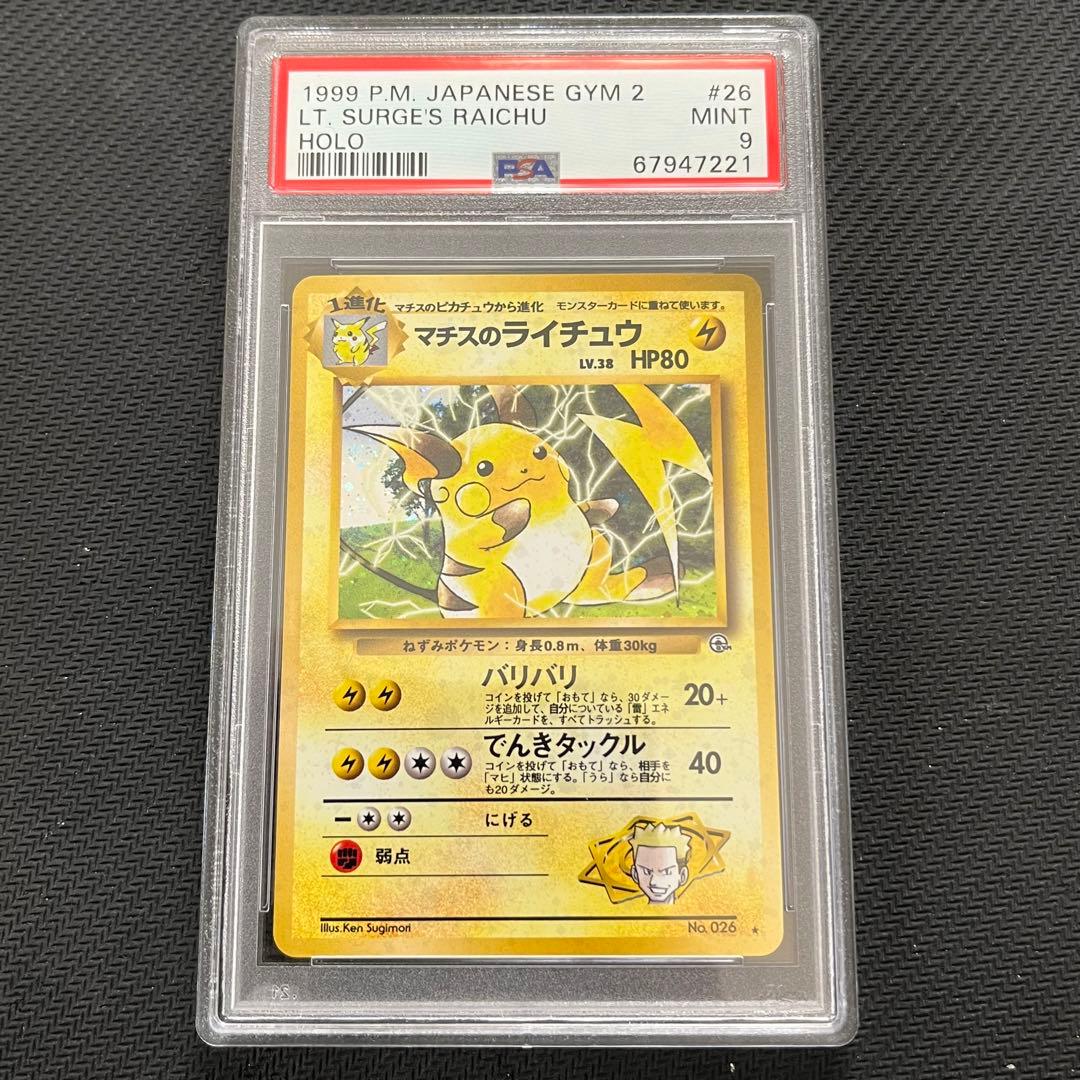 1999 P.M. JAPANESE GYM 2 #26
LT. SURGE'S RAICHU MINT
HOLO 9
PSA 67947221
1進化 マチスのピカチュウから進化 モンスターカードに重ねて使います。
マチスのライチュウ
LV.38 HP80
ねずみポケモン：身長0.8m、体重30kg
バリバリ
コインを投げて「おもて」なら、30ダメー
ジを追加して、自分についている「雷」エネ
ルギーカードを、すべてトラッシュする。
20+
でんきタックル
コインを投げて「おもて」なら、相手を
「マヒ」状態にする。「うら」なら自分に
も20ダメージ。
40
にげる
弱点
Illus.Ken Sugimori No.026